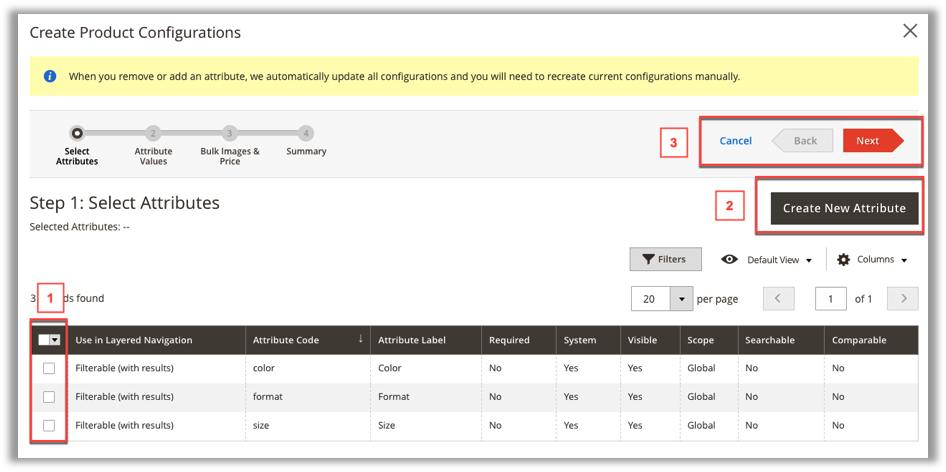 Create Product Configurations
When you remove or add an attribute, we automatically update all configurations and you will need to recreate current configurations manually.
2 3 4
Select Attributes
Attribute Values
Bulk Images & Price
Summary
3
Cancel Back Next
Step 1: Select Attributes
2
Create New Attribute
Selected Attributes: --
Filters Default View Columns
3 ds found
1
20 per page 1 of 1
Use in Layered Navigation Attribute Code ↓ Attribute Label Required System Visible Scope Searchable Comparable
Filterable (with results) color Color No Yes Yes Global No No
Filterable (with results) format Format No Yes Yes Global No No
Filterable (with results) size Size No Yes Yes Global No No